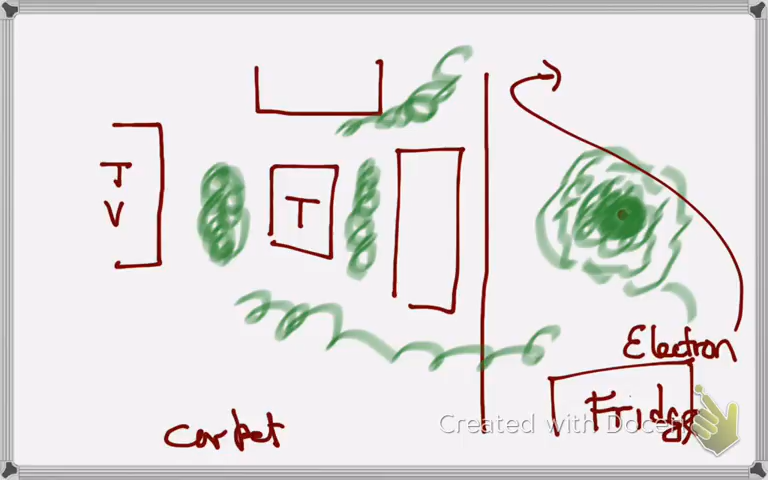 T
V
T
Electron
Fridge
carpet
Created with Doceri